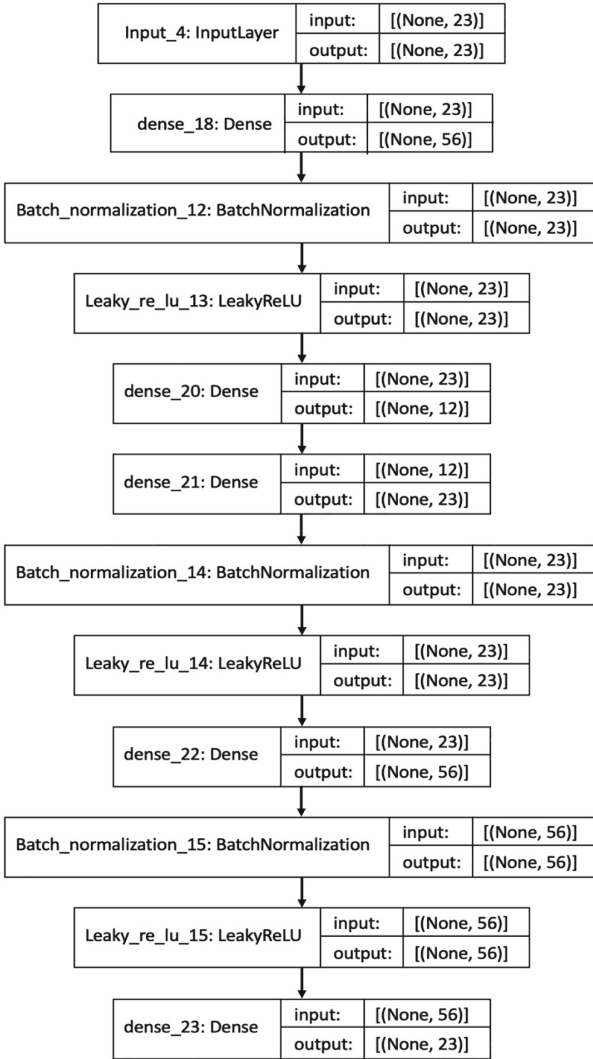 Input_4: InputLayer input: [(None, 23)]
output: [(None, 23)]
dense_18: Dense input: [(None, 23)]
output: [(None, 56)]
Batch_normalization_12: BatchNormalization input: [(None, 23)]
output: [(None, 23)]
Leaky_re_lu_13: LeakyReLU input: [(None, 23)]
output: [(None, 23)]
dense_20: Dense input: [(None, 23)]
output: [(None, 12)]
dense_21: Dense input: [(None, 12)]
output: [(None, 23)]
Batch_normalization_14: BatchNormalization input: [(None, 23)]
output: [(None, 23)]
Leaky_re_lu_14: LeakyReLU input: [(None, 23)]
output: [(None, 23)]
dense_22: Dense input: [(None, 23)]
output: [(None, 56)]
Batch_normalization_15: BatchNormalization input: [(None, 56)]
output: [(None, 56)]
Leaky_re_lu_15: LeakyReLU input: [(None, 56)]
output: [(None, 56)]
dense_23: Dense input: [(None, 56)]
output: [(None, 23)]